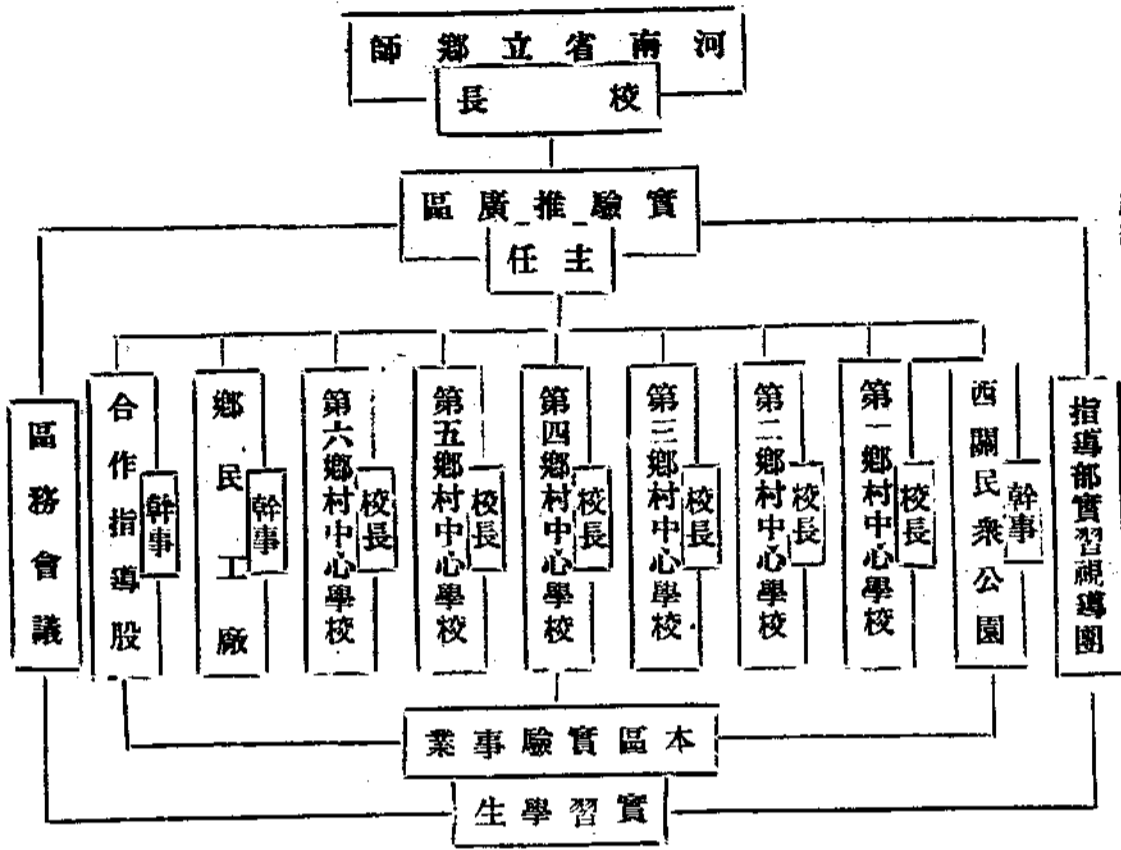 河南省立鄉師
校長
實驗推廣區
主任
指導部實習視導團
西關民衆公園
幹事
第一鄉村中心學校
校長
第二鄉村中心學校
校長
第三鄉村中心學校
校長
第四鄉村中心學校
校長
第五鄉村中心學校
校長
第六鄉村中心學校
校長
鄉民工廠
幹事
合作指導股
幹事
區務會議
本區實驗事業
實習學生